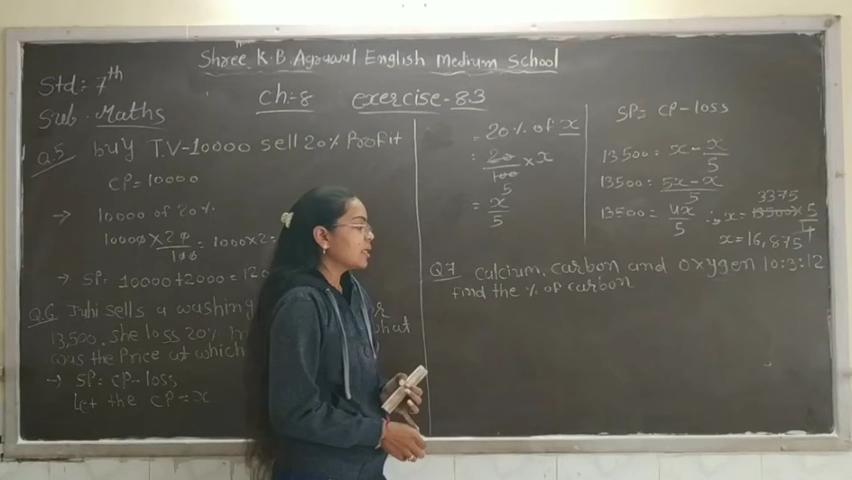 Shree K.B. Agrawal English Medium School
Std: 7th
Sub. Maths
ch-8 exercise-8.3
Q.5 buy T.V-10000 sell 20% Profit
CP=10000
→ 10000 of 20%
10000 × 20/100 = 1000×2=
→ SP= 10000+2000=120
Q.6 Juhi sells a washing
13,500. She loss 20% in what
was the Price at which
→ SP= CP-loss
let the CP=x
= 20% of x
= 20/100 × x
5
= x/5
SP= CP-loss
13500= x-x/5
13500= 5x-x/5
13500= 4x/5 ∴ x= 13500×5/4
3375
x=16,875
Q7 Calcium, carbon and oxygen 10:3:12
find the % of carbon